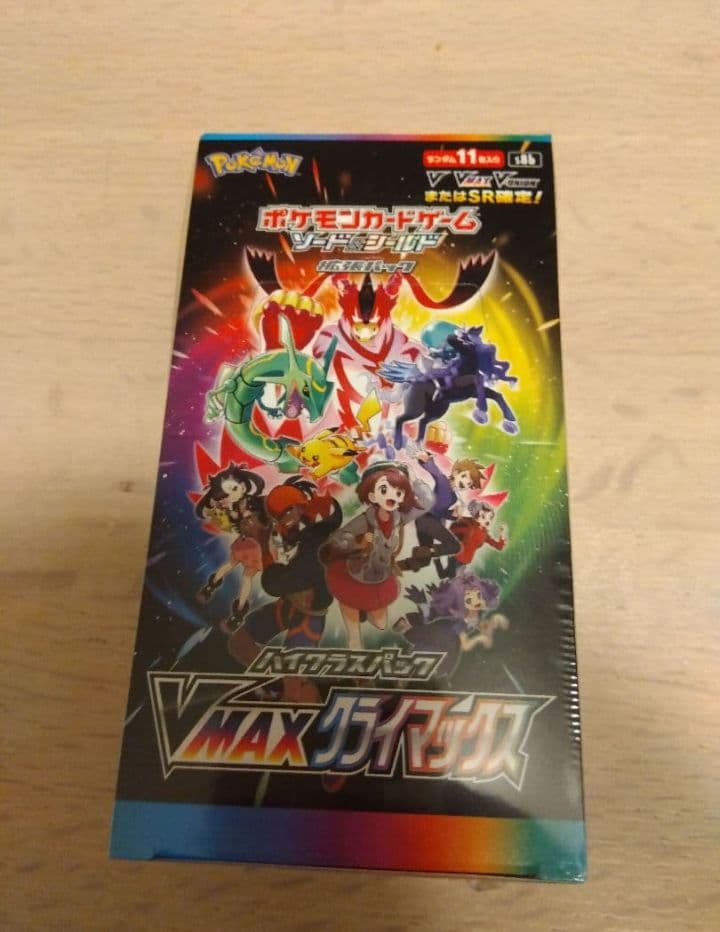 POKéMON
ランダム11枚入り s8b
V VMAX VUNION
またはSR確定!
ポケモンカードゲーム
ソード&シールド
拡張パック
ハイクラスパック
VMAXクライマックス